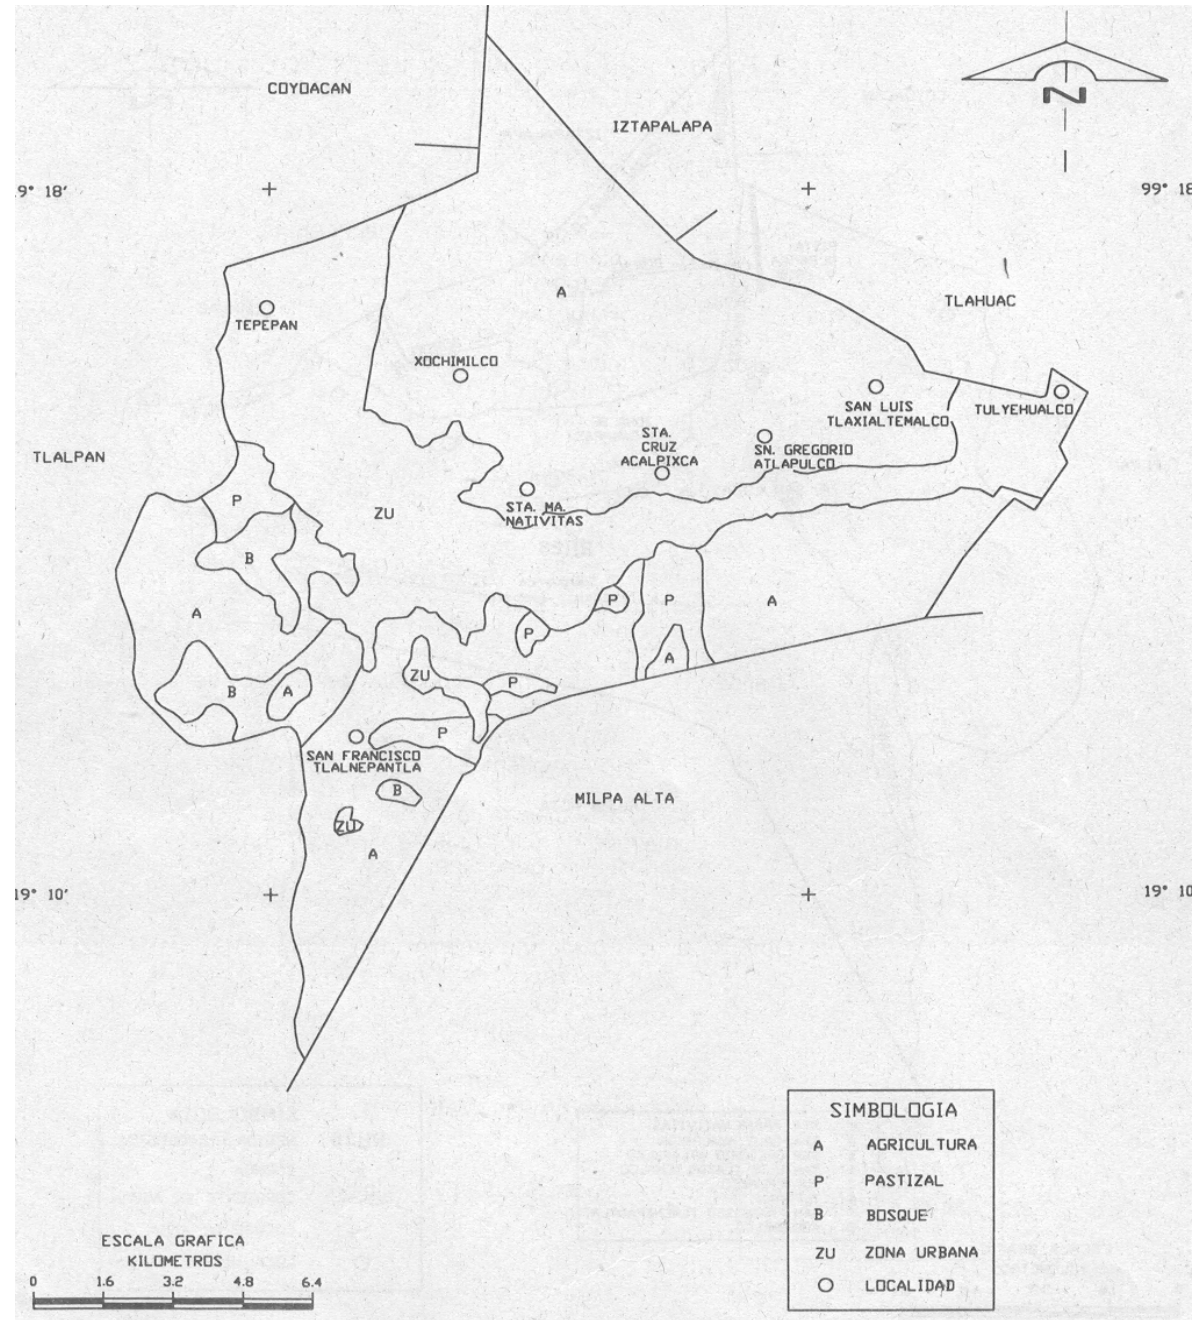 COYOACAN
IZTAPALAPA
N
9° 18'
99° 18
A
TLAHUAC
TEPEPAN
XOCHIMILCO
SAN LUIS
TLAXIALTEMALCO
TULYEHUALCO
STA.
CRUZ
ACALPIXCA
SN. GREGORIO
ATLAPULCO
TLALPAN
P
ZU
STA. MA.
NATIVITAS
B
A
P
P
A
P
A
ZU
P
B
A
P
SAN FRANCISCO
TLALNEPANTLA
B
MILPA ALTA
ZU
A
19° 10'
19° 10
SIMBOLOGIA
A AGRICULTURA
P PASTIZAL
B BOSQUE
ZU ZONA URBANA
LOCALIDAD
ESCALA GRAFICA
KILOMETROS
0 1.6 3.2 4.8 6.4